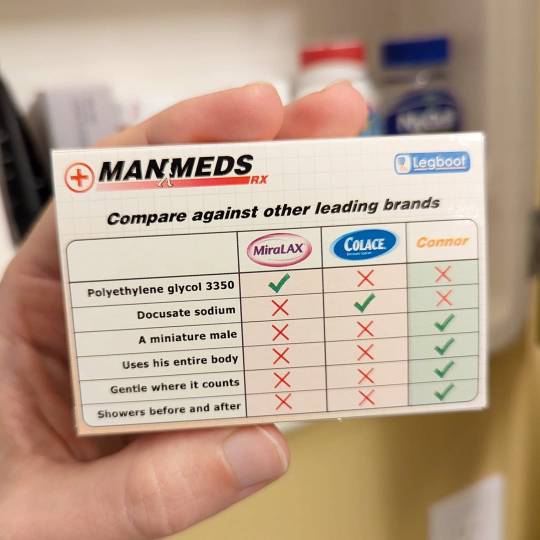 MANMEDS RX
Legboot
Compare against other leading brands
MiraLAX COLACE Connor
Polyethylene glycol 3350
Docusate sodium
A miniature male
Uses his entire body
Gentle where it counts
Showers before and after